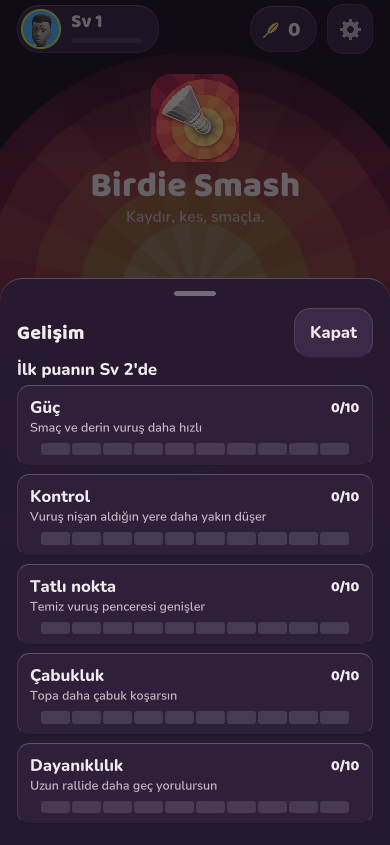 Sv 1
0
Birdie Smash
Kaydır, kes, smaçla.
Gelişim
Kapat
İlk puanın Sv 2'de
Güç
0/10
Smaç ve derin vuruş daha hızlı
Kontrol
0/10
Vuruş nişan aldığın yere daha yakın düşer
Tatlı nokta
0/10
Temiz vuruş penceresi genişler
Çabukluk
0/10
Topa daha çabuk koşarsın
Dayanıklılık
0/10
Uzun rallide daha geç yorulursun